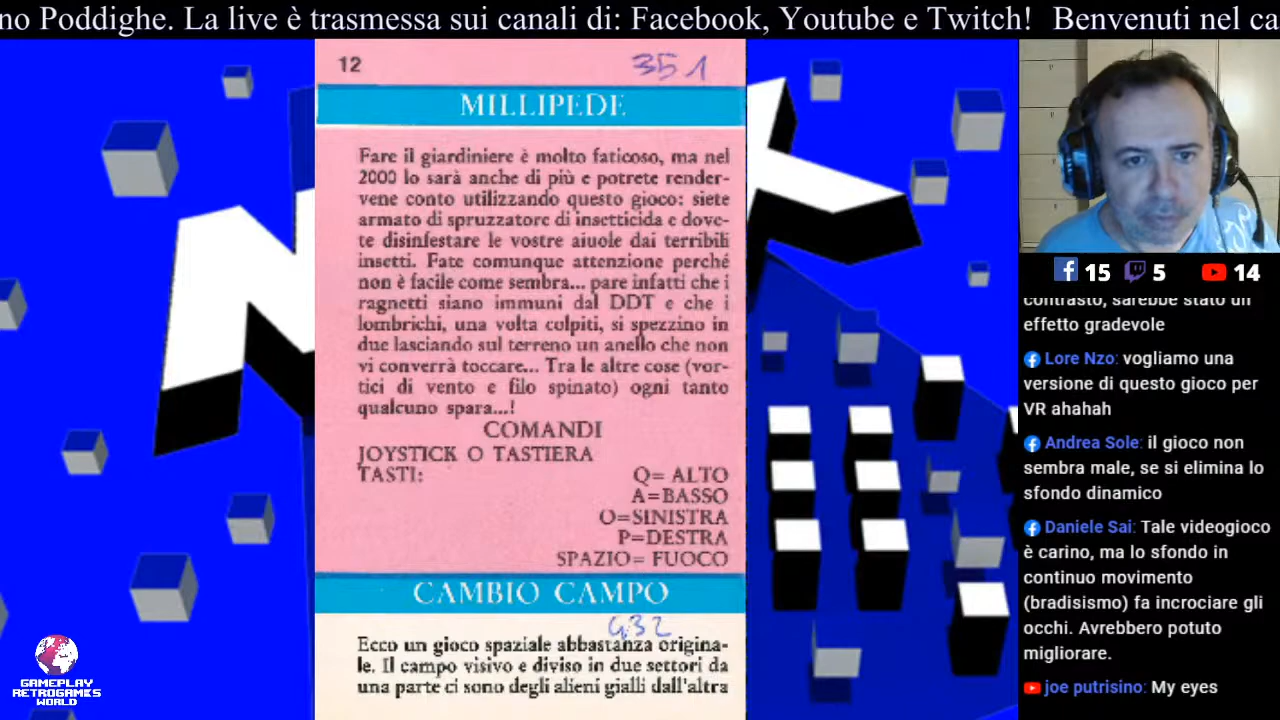 no Poddighe. La live è trasmessa sui canali di: Facebook, Youtube e Twitch! Benvenuti nel ca
12
351
MILLIPEDE
Fare il giardiniere è molto faticoso, ma nel
2000 lo sarà anche di più e potrete render-
vene conto utilizzando questo gioco: siete
armato di spruzzatore di insetticida e dove-
te disinfestare le vostre aiuole dai terribili
insetti. Fate comunque attenzione perché
non è facile come sembra... pare infatti che i
ragnetti siano immuni dal DDT e che i
lombrichi, una volta colpiti, si spezzino in
due lasciando sul terreno un anello che non
vi converrà toccare... Tra le altre cose (vor-
tici di vento e filo spinato) ogni tanto
qualcuno spara...!
COMANDI
JOYSTICK O TASTIERA
TASTI: Q= ALTO
A=BASSO
O=SINISTRA
P=DESTRA
SPAZIO= FUOCO
CAMBIO CAMPO
432
Ecco un gioco spaziale abbastanza origina-
le. Il campo visivo e diviso in due settori da
una parte ci sono degli alieni gialli dall'altra
GAMEPLAY
RETROGAMES
WORLD
15 5 14
contrasto, sarebbe stato un
effetto gradevole
Lore Nzo: vogliamo una
versione di questo gioco per
VR ahahah
Andrea Sole: il gioco non
sembra male, se si elimina lo
sfondo dinamico
Daniele Sai: Tale videogioco
è carino, ma lo sfondo in
continuo movimento
(bradisismo) fa incrociare gli
occhi. Avrebbero potuto
migliorare.
joe putrisino: My eyes